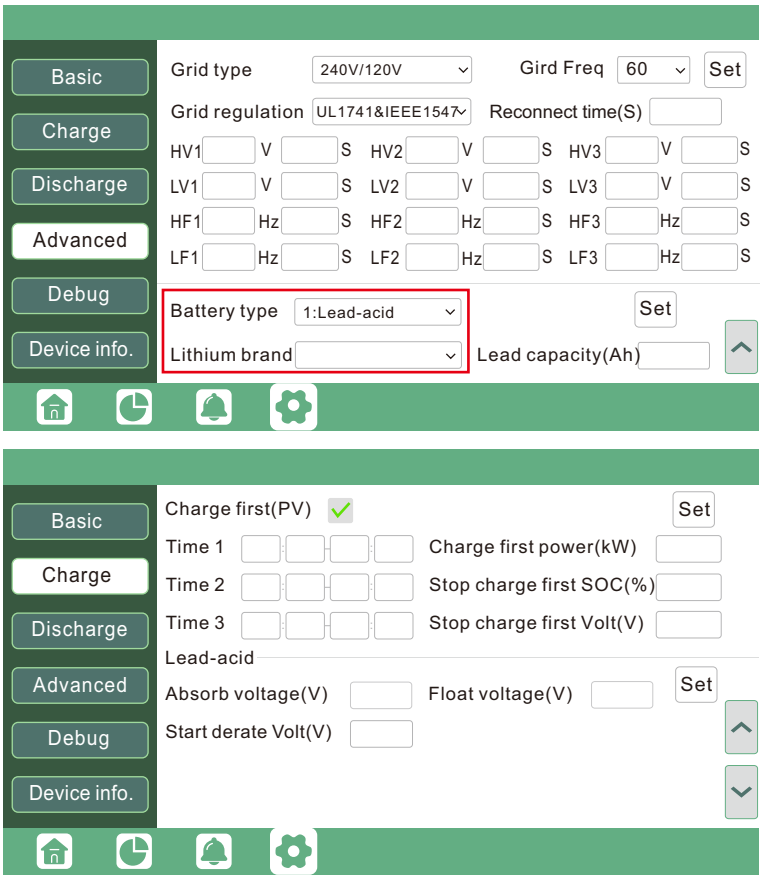 Basic
Charge
Discharge
Advanced
Debug
Device info.
Grid type 240V/120V Gird Freq 60 Set
Grid regulation UL1741&IEEE1547 Reconnect time(S)
HV1 V S HV2 V S HV3 V S
LV1 V S LV2 V S LV3 V S
HF1 Hz S HF2 Hz S HF3 Hz S
LF1 Hz S LF2 Hz S LF3 Hz S
Battery type 1:Lead-acid Set
Lithium brand Lead capacity(Ah)
Basic
Charge
Discharge
Advanced
Debug
Device info.
Charge first(PV) Set
Time 1 : - : Charge first power(kW)
Time 2 : - : Stop charge first SOC(%)
Time 3 : - : Stop charge first Volt(V)
Lead-acid
Absorb voltage(V) Float voltage(V) Set
Start derate Volt(V)